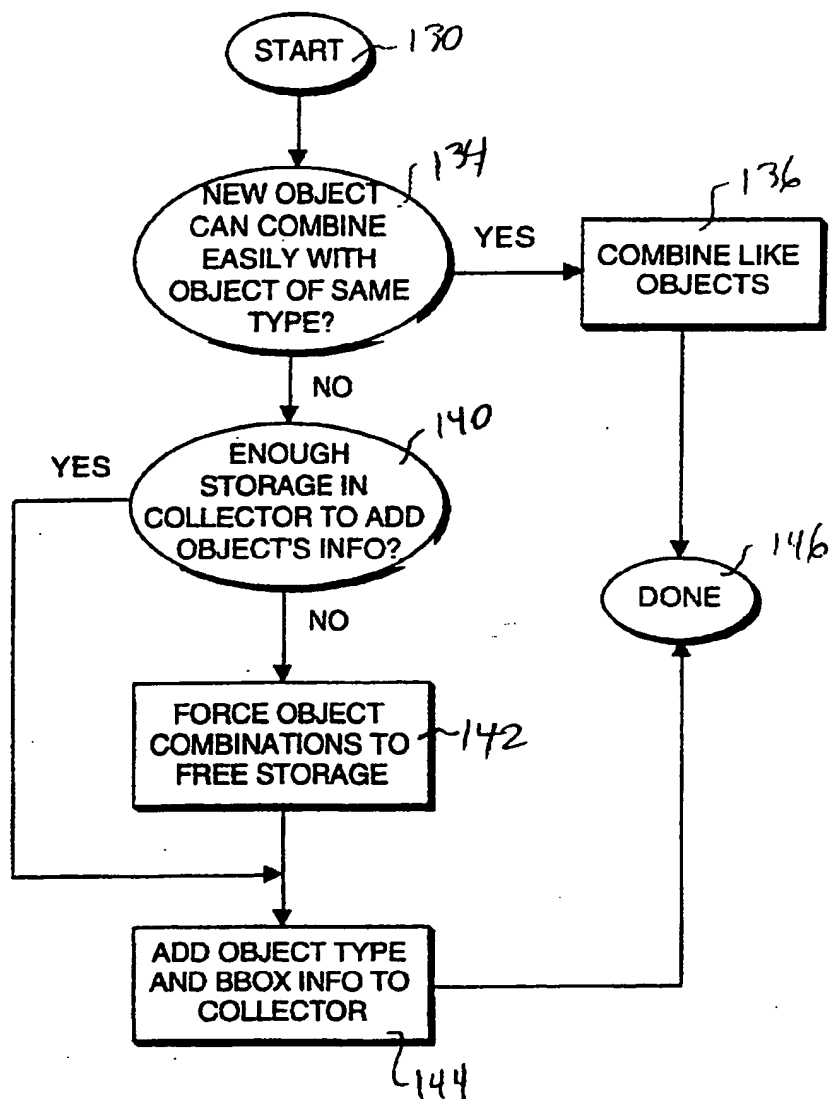 START
130
NEW OBJECT
CAN COMBINE
EASILY WITH
OBJECT OF SAME
TYPE?
134
YES
136
COMBINE LIKE
OBJECTS
NO
140
YES
ENOUGH
STORAGE IN
COLLECTOR TO ADD
OBJECT'S INFO?
146
DONE
NO
FORCE OBJECT
COMBINATIONS TO
FREE STORAGE
142
ADD OBJECT TYPE
AND BBOX INFO TO
COLLECTOR
144